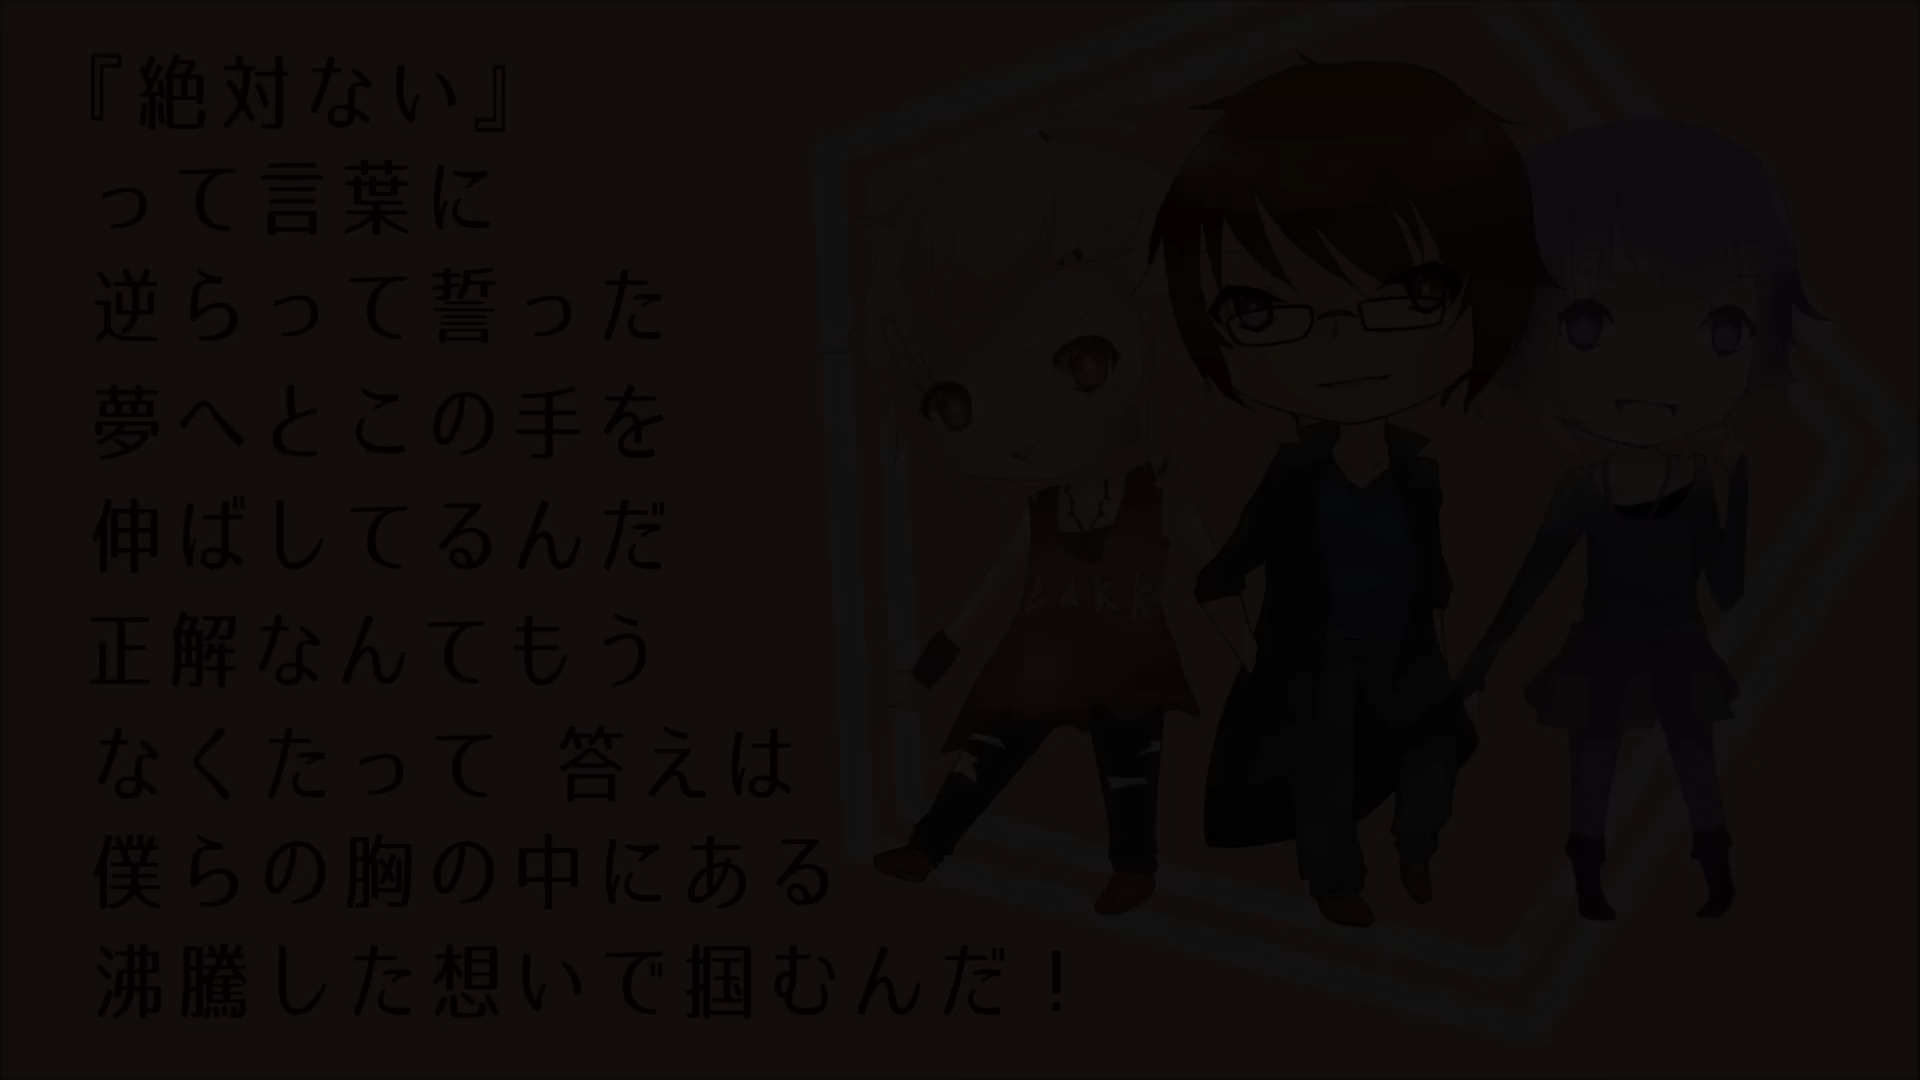 『絶対ない』
って言葉に
逆らって誓った
夢へとこの手を
伸ばしてるんだ
正解なんてもう
なくたって 答えは
僕らの胸の中にある
沸騰した想いで掴むんだ！